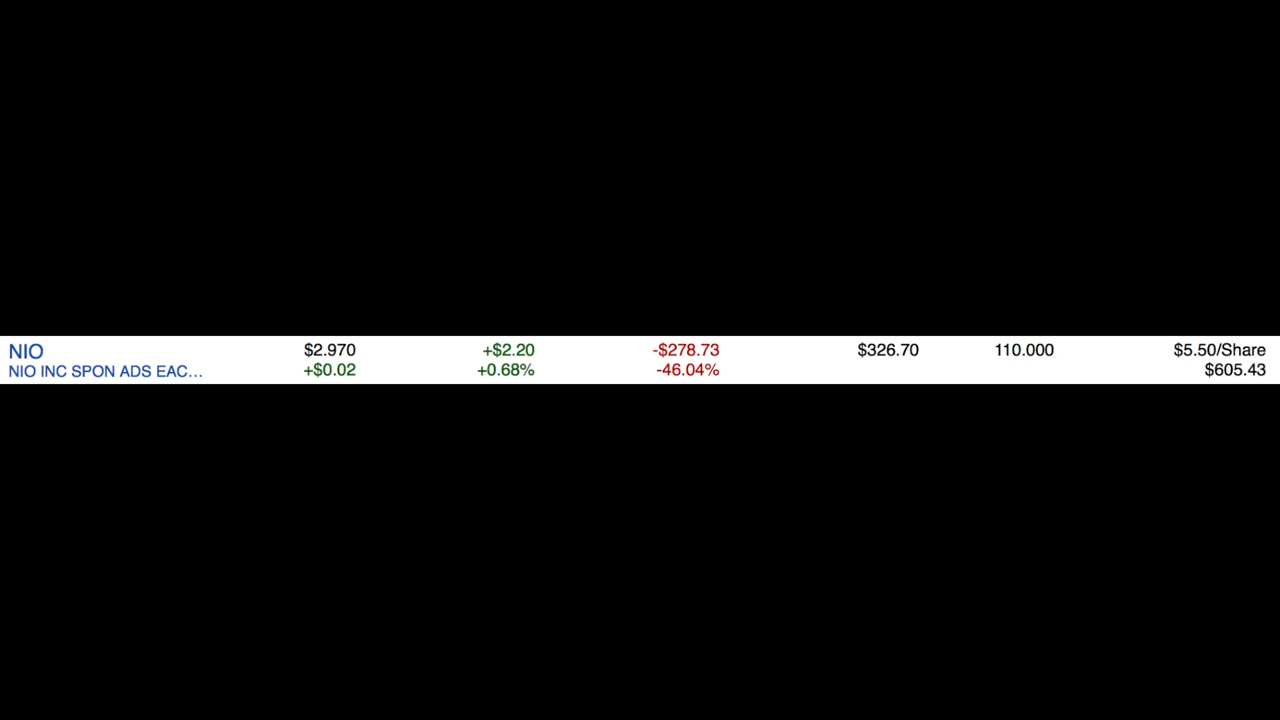 NIO $2.970 +$2.20 -$278.73 $326.70 110.000 $5.50/Share
NIO INC SPON ADS EAC... +$0.02 +0.68% -46.04% $605.43